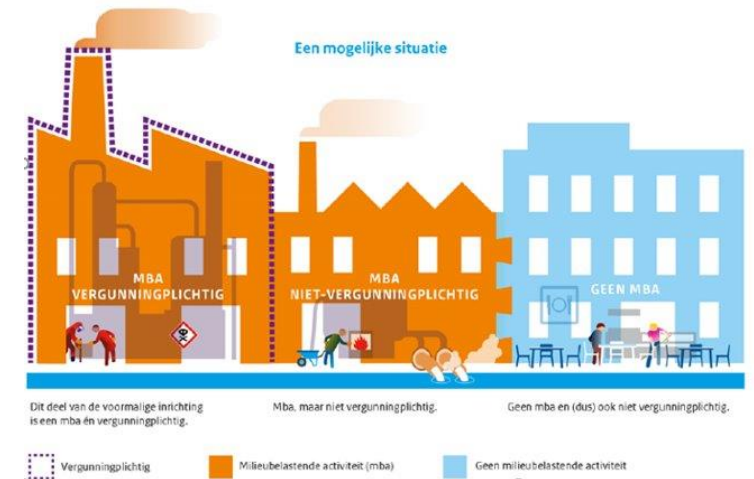 Een mogelijke situatie
MBA
VERGUNNINGPLICHTIG
MBA
NIET-VERGUNNINGPLICHTIG
GEEN MBA
Dit deel van de voormalige inrichting
is een mba én vergunningplichtig.
Mba, maar niet vergunningplichtig.
Geen mba en (dus) ook niet vergunningplichtig.
Vergunningplichtig
Milieubelastende activiteit (mba)
Geen milieubelastende activiteit